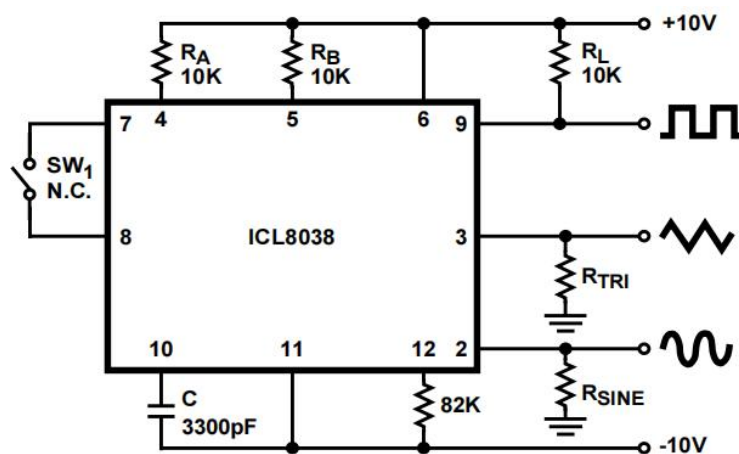 +10V
RA
10K
RB
10K
RL
10K
7
4
5
6
9
SW1
N.C.
8
ICL8038
3
RTRI
10
11
12
2
C
3300pF
82K
RSINE
-10V